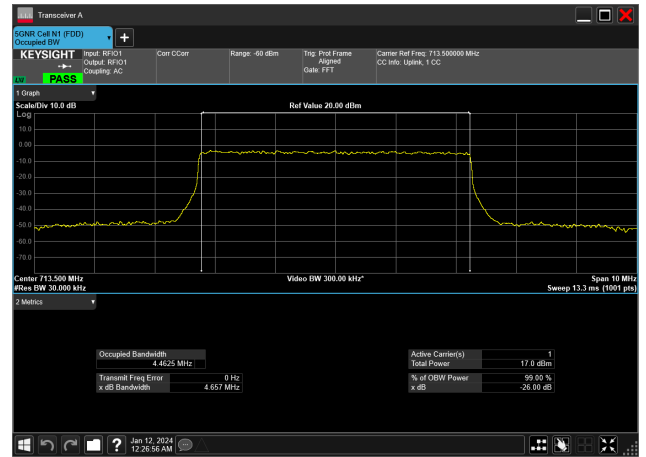 Transceiver A
5GNR Cell N1 (FDD)
Occupied BW
KEYSIGHT
LXI
PASS
Input: RFIO1
Output: RFIO1
Coupling: AC
Corr CCorr
Range: -60 dBm
Trig: Prot Frame
Aligned
Gate: FFT
Carrier Ref Freq: 713.500000 MHz
CC Info: Uplink, 1 CC
1 Graph
Scale/Div 10.0 dB
Ref Value 20.00 dBm
Log
10.0
0.00
-10.0
-20.0
-30.0
-40.0
-50.0
-60.0
-70.0
Center 713.500 MHz
Video BW 300.00 kHz*
Span 10 MHz
#Res BW 30.000 kHz
Sweep 13.3 ms (1001 pts)
2 Metrics
Occupied Bandwidth
4.4625 MHz
Active Carrier(s) 1
Total Power 17.0 dBm
Transmit Freq Error 0 Hz
x dB Bandwidth 4.657 MHz
% of OBW Power 99.00 %
x dB -26.00 dB
Jan 12, 2024
12:26:56 AM